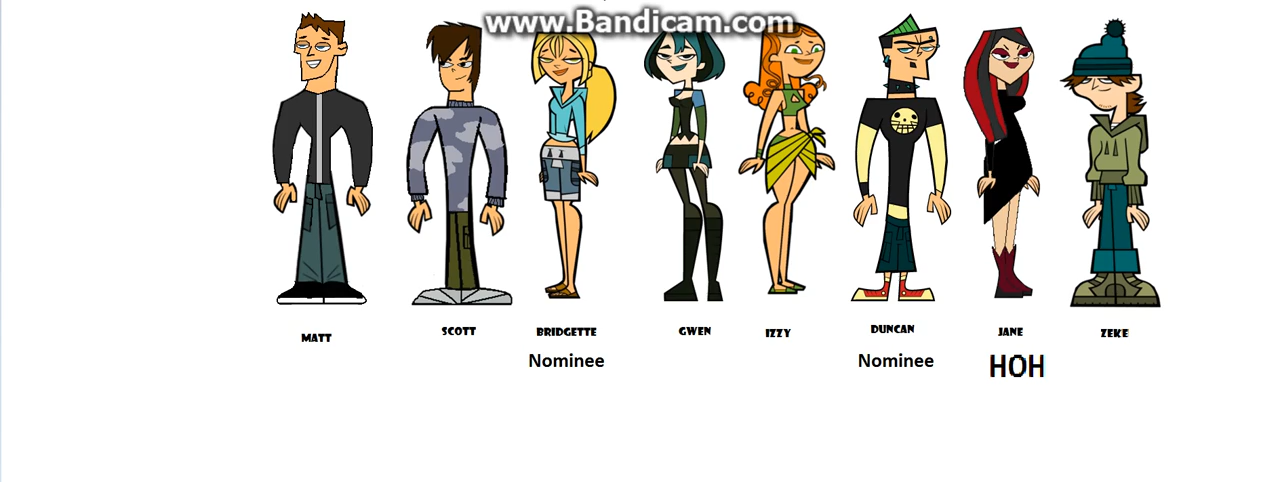 www.Bandicam.com
MATT SCOTT BRIDGETTE GWEN IZZY DUNCAN JANE ZEKE
Nominee Nominee HOH